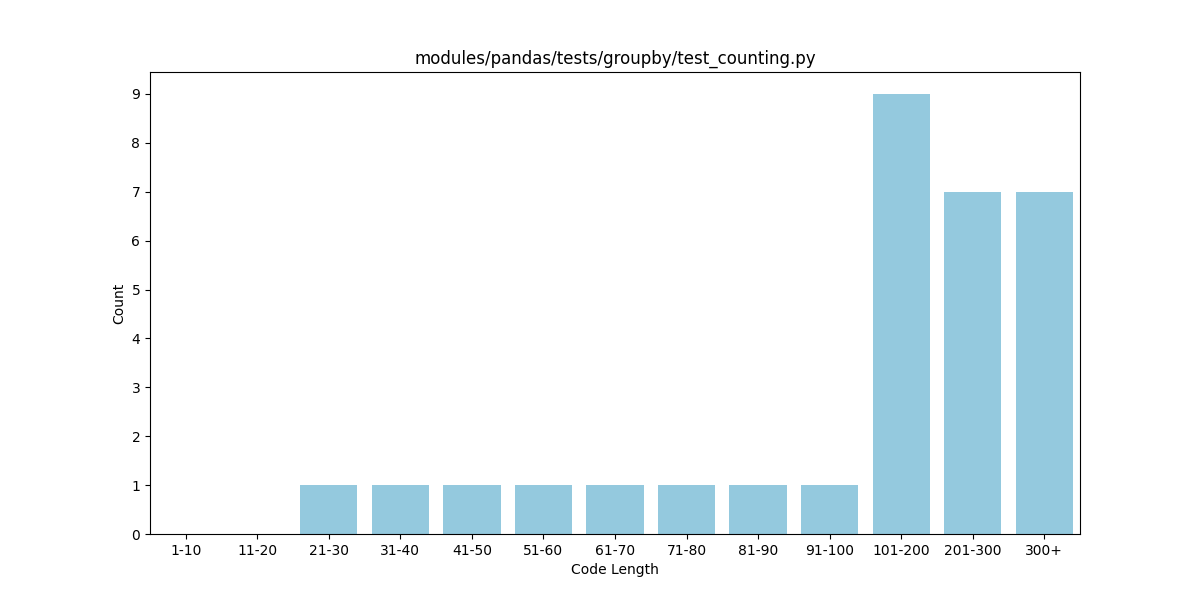 modules/pandas/tests/groupby/test_counting.py
9
8
7
6
5
4
3
2
1
0
Count
1-10 11-20 21-30 31-40 41-50 51-60 61-70 71-80 81-90 91-100 101-200 201-300 300+
Code Length